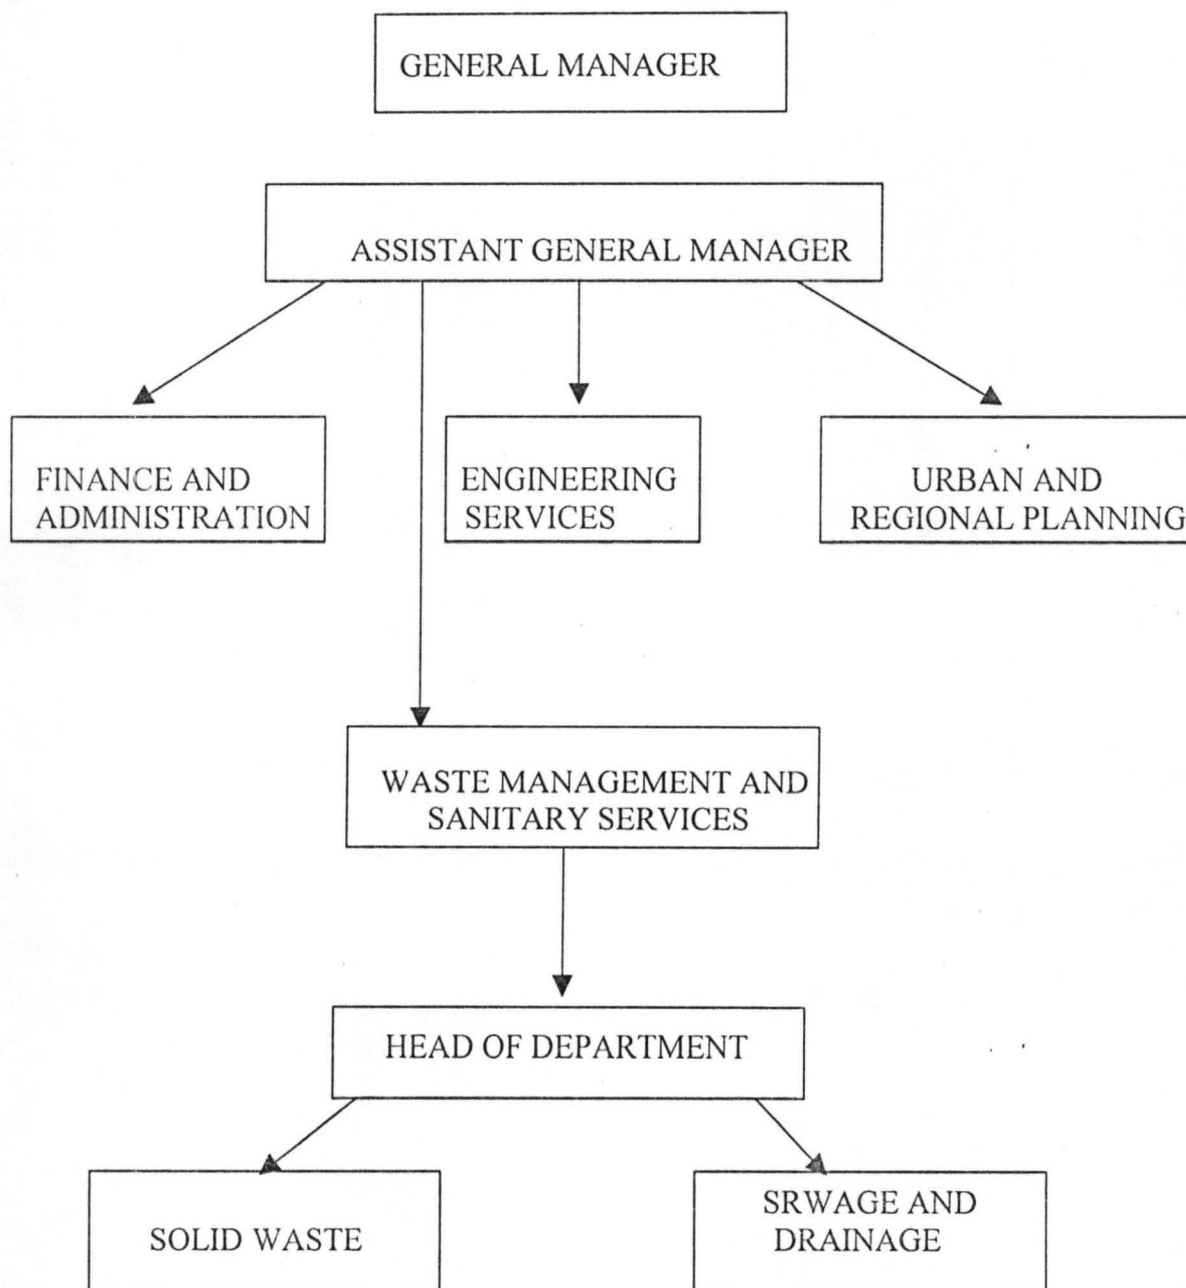 GENERAL MANAGER
ASSISTANT GENERAL MANAGER
FINANCE AND
ADMINISTRATION
ENGINEERING
SERVICES
URBAN AND
REGIONAL PLANNING
WASTE MANAGEMENT AND
SANITARY SERVICES
HEAD OF DEPARTMENT
SOLID WASTE
SRWAGE AND
DRAINAGE